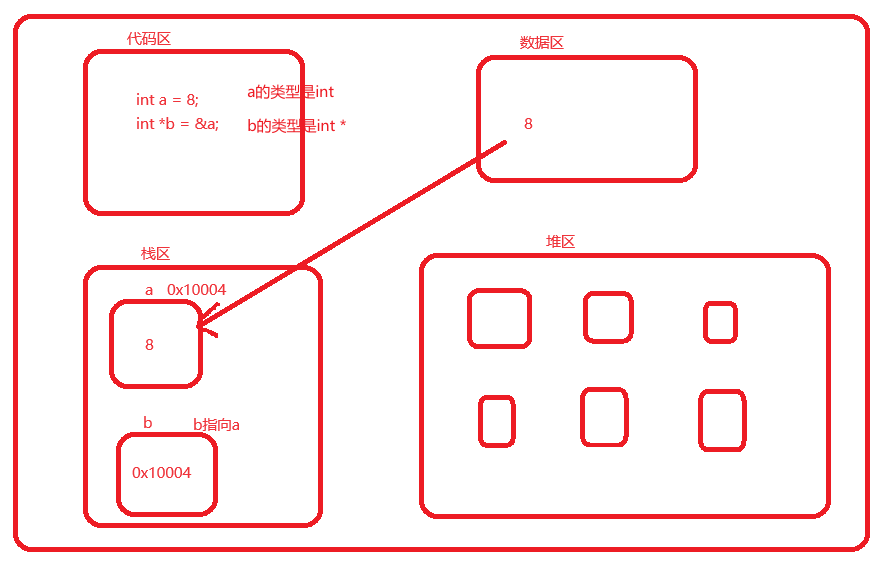 代码区
int a = 8;
a的类型是int
int *b = &a;
b的类型是int *
数据区
8
栈区
a 0x10004
8
b
b指向a
0x10004
堆区